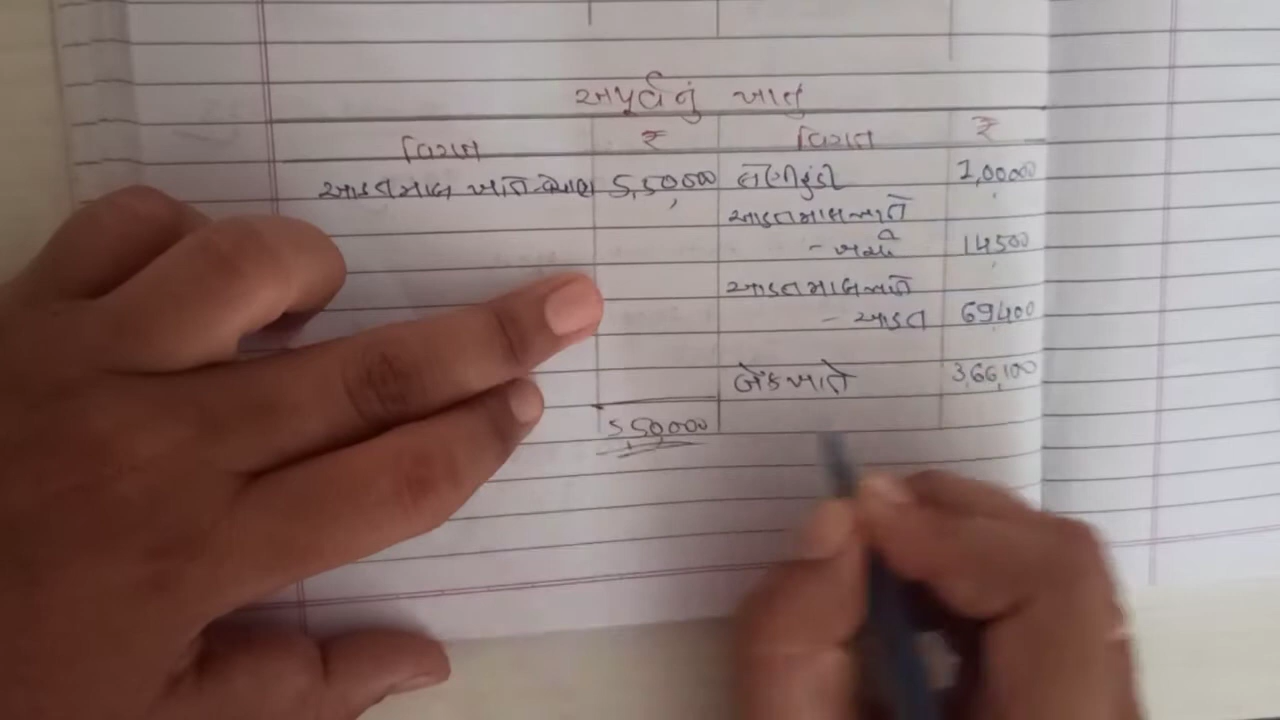 અપૂર્વનું ખાતું
વિગત ₹ વિગત ₹
આડતમાલ ખાતે-વેચાણ 5,50,000 લેણીહુંડી 1,00,000
આડતમાલ ખાતે
- ખર્ચ 14,500
આડતમાલ ખાતે
- આડત 69,400
બેંક ખાતે 3,66,100
5,50,000